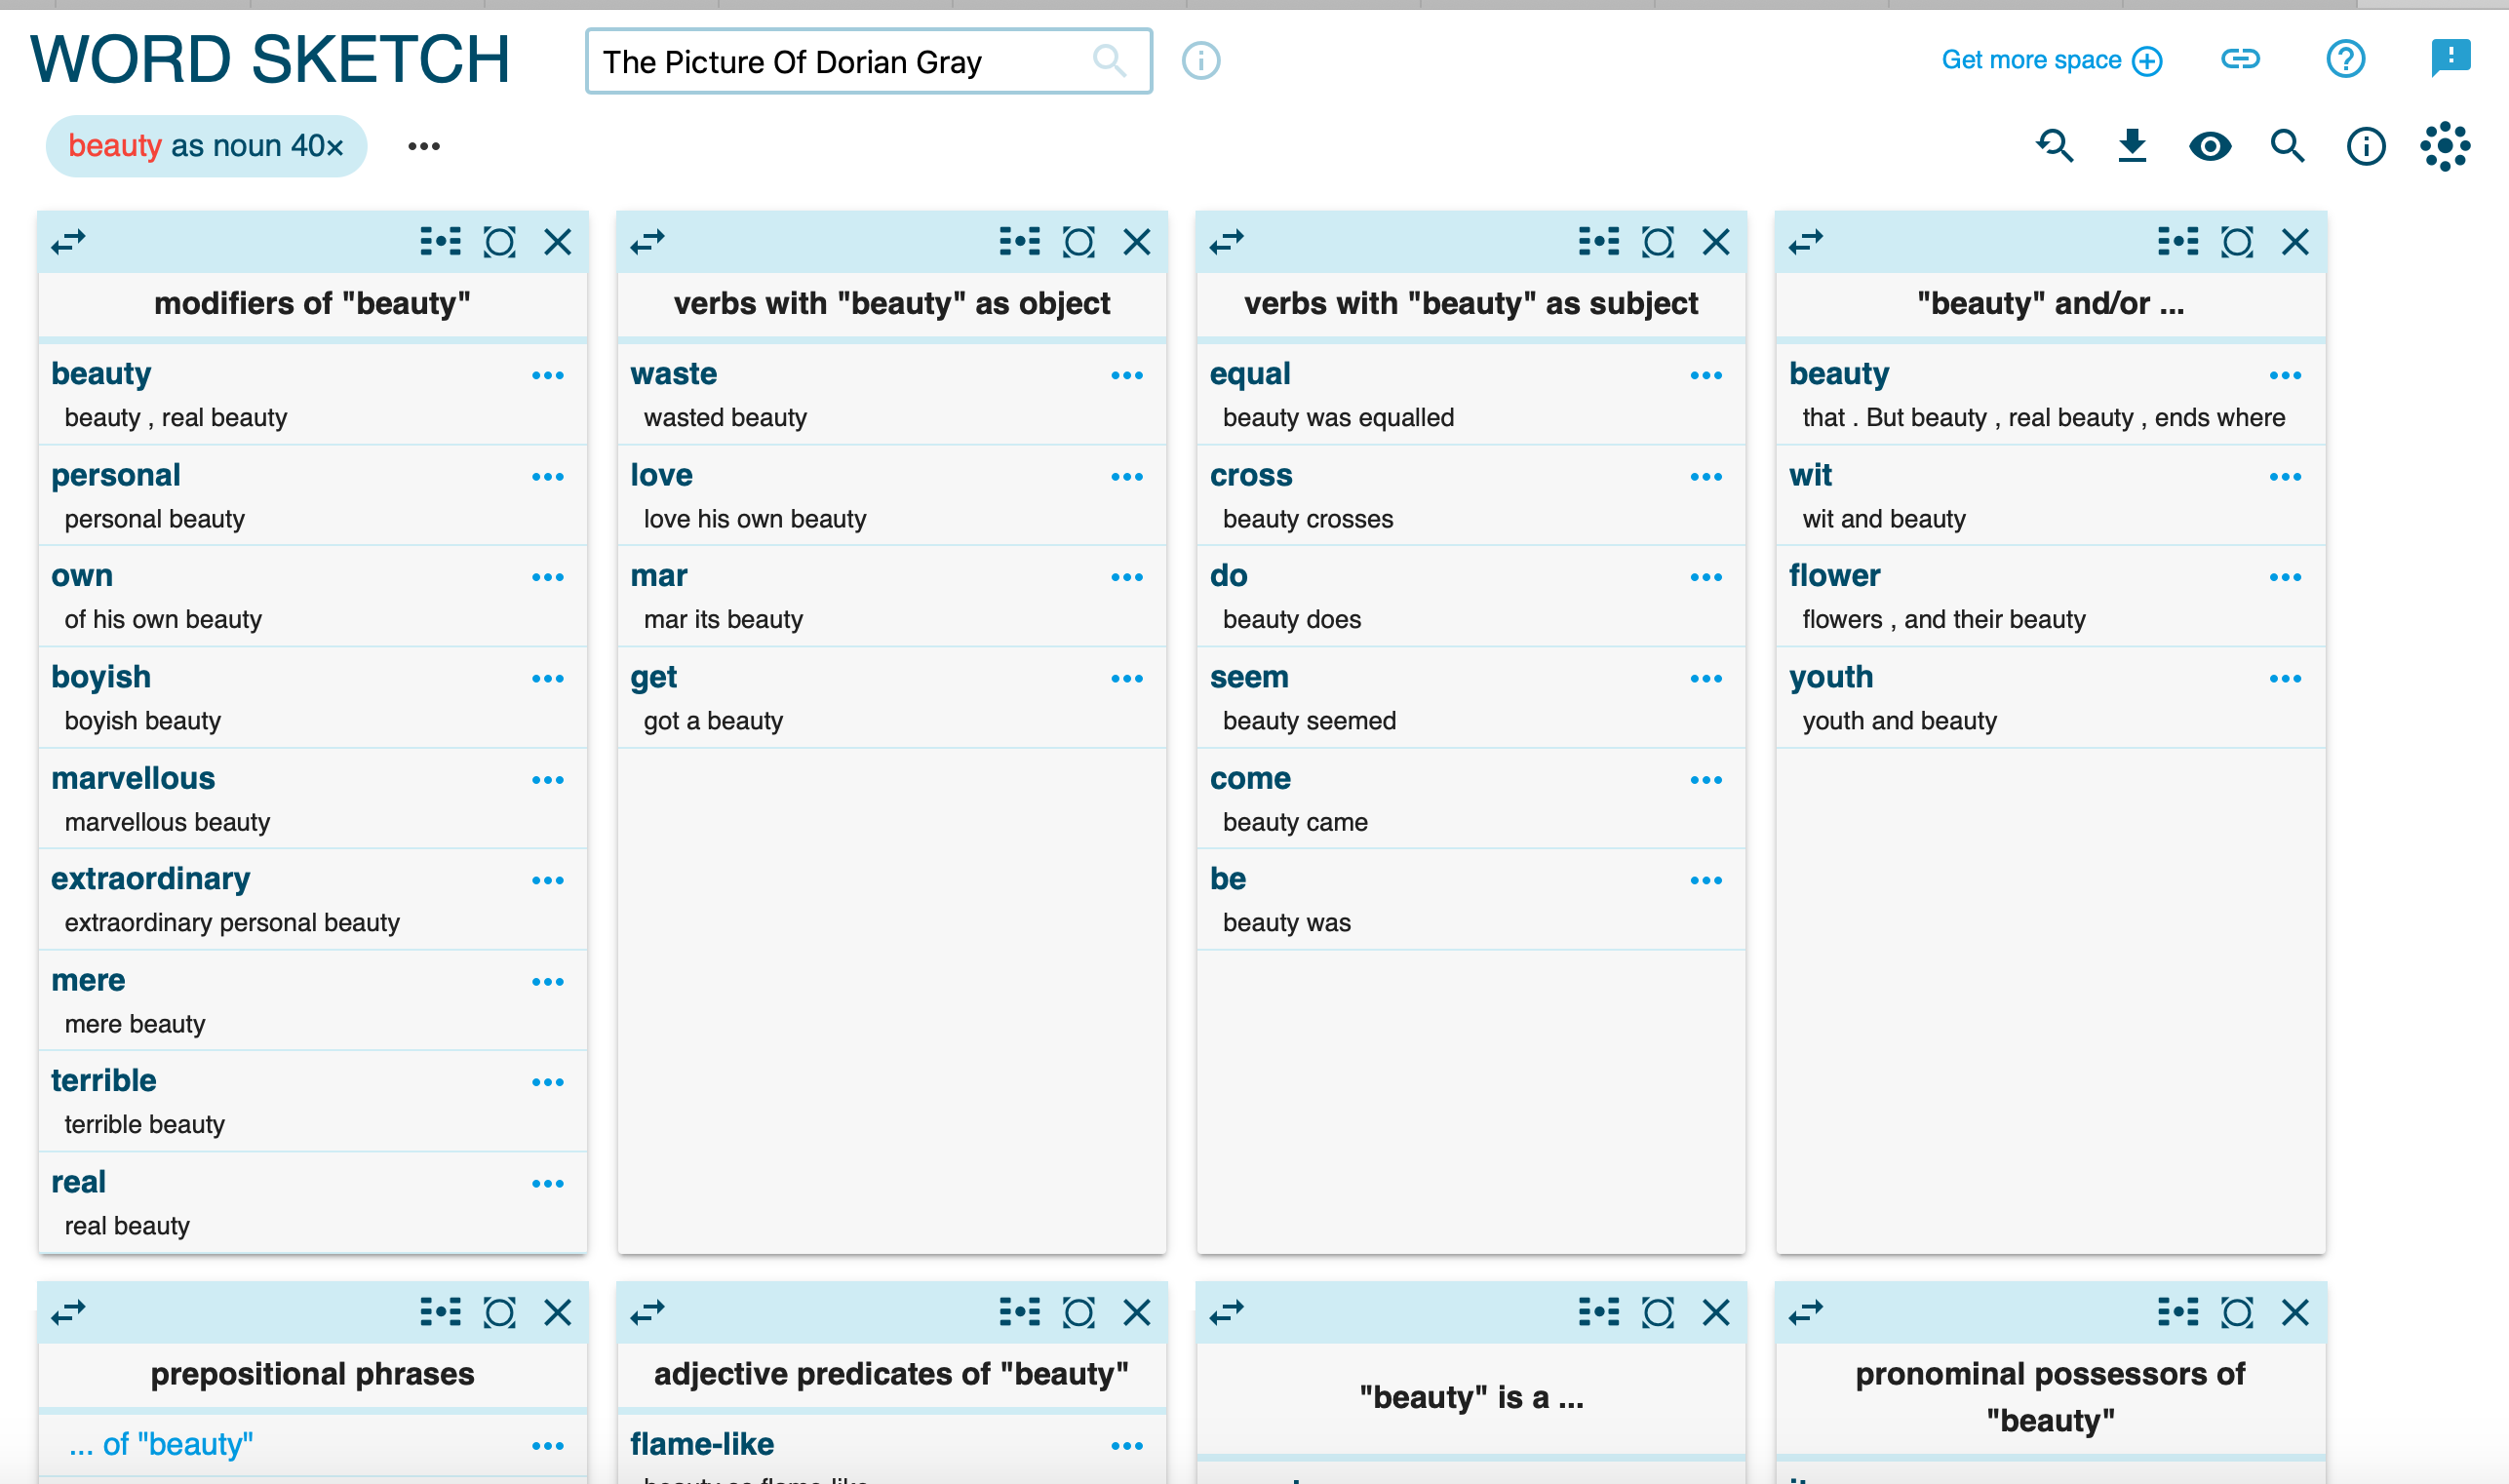 WORD SKETCH
The Picture Of Dorian Gray
Get more space
beauty as noun 40×
modifiers of "beauty"
beauty
beauty , real beauty
personal
personal beauty
own
of his own beauty
boyish
boyish beauty
marvellous
marvellous beauty
extraordinary
extraordinary personal beauty
mere
mere beauty
terrible
terrible beauty
real
real beauty
verbs with "beauty" as object
waste
wasted beauty
love
love his own beauty
mar
mar its beauty
get
got a beauty
verbs with "beauty" as subject
equal
beauty was equalled
cross
beauty crosses
do
beauty does
seem
beauty seemed
come
beauty came
be
beauty was
"beauty" and/or ...
beauty
that . But beauty , real beauty , ends where
wit
wit and beauty
flower
flowers , and their beauty
youth
youth and beauty
prepositional phrases
... of "beauty"
adjective predicates of "beauty"
flame-like
"beauty" is a ...
pronominal possessors of
"beauty"